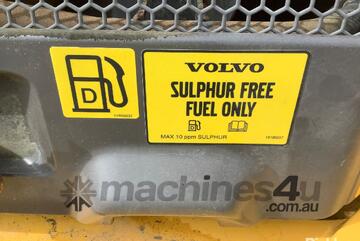 VOLVO
SULPHUR FREE
FUEL ONLY
D
MAX 10 ppm SULPHUR
machines4u
.com.au